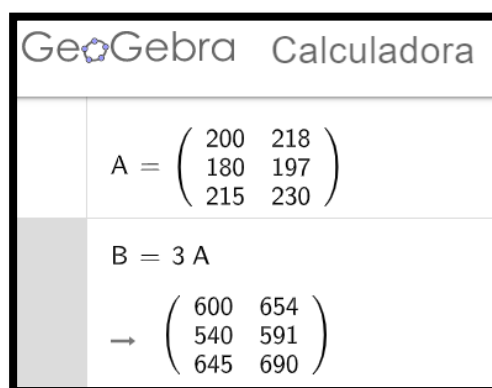 GeoGebra Calculadora
A = ( 200 218
180 197
215 230 )
B = 3 A
→ ( 600 654
540 591
645 690 )